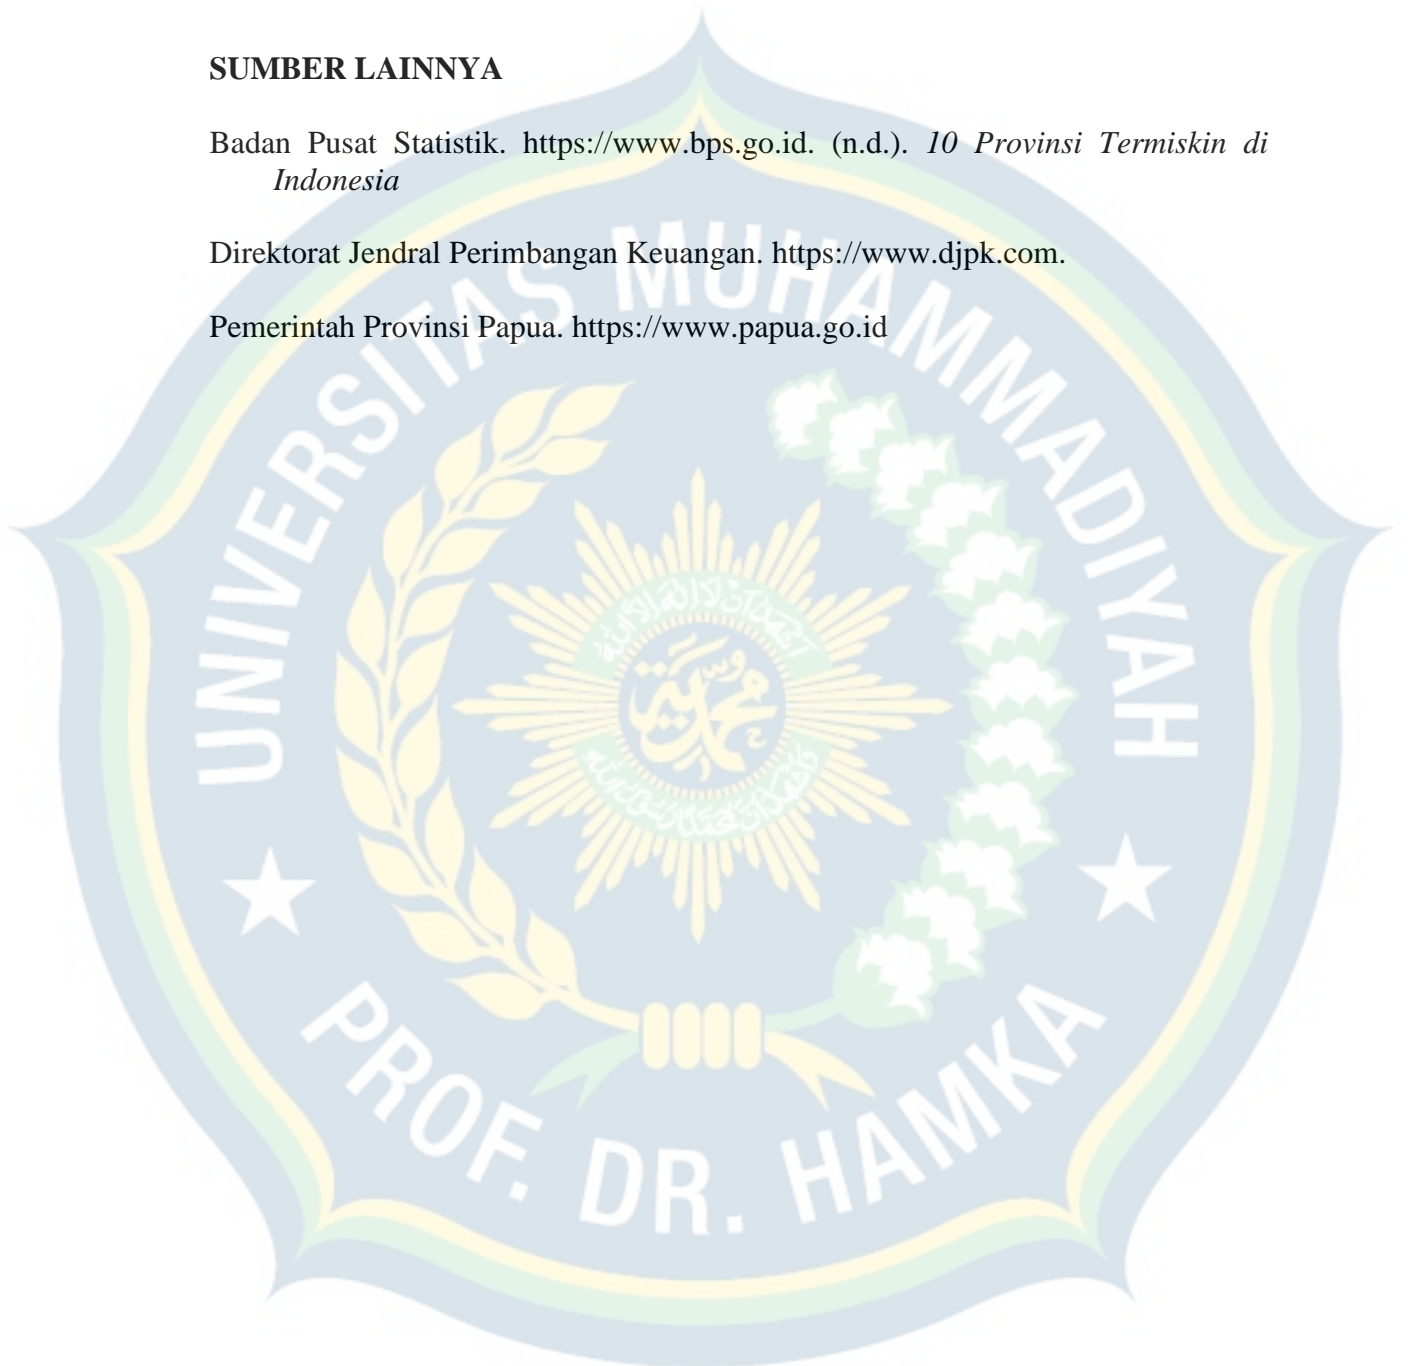 SUMBER LAINNYA
Badan Pusat Statistik. https://www.bps.go.id. (n.d.). 10 Provinsi Termiskin di
Indonesia
Direktorat Jendral Perimbangan Keuangan. https://www.djpk.com.
Pemerintah Provinsi Papua. https://www.papua.go.id
UNIVERSITAS MUHAMMADIYAH
محمدية
PROF. DR. HAMKA